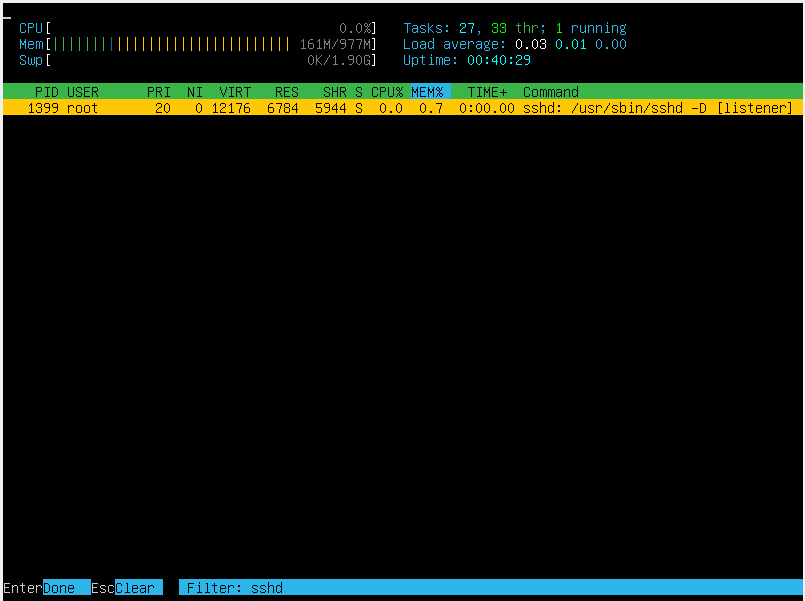 CPU[ 0.0%] Tasks: 27, 33 thr; 1 running
Mem[|||||||||||||||||||||||||||||| 161M/977M] Load average: 0.03 0.01 0.00
Swp[ 0K/1.90G] Uptime: 00:40:29
PID USER PRI NI VIRT RES SHR S CPU% MEM% TIME+ Command
1399 root 20 0 12176 6784 5944 S 0.0 0.7 0:00.00 sshd: /usr/sbin/sshd -D [listener]
EnterDone EscClear Filter: sshd